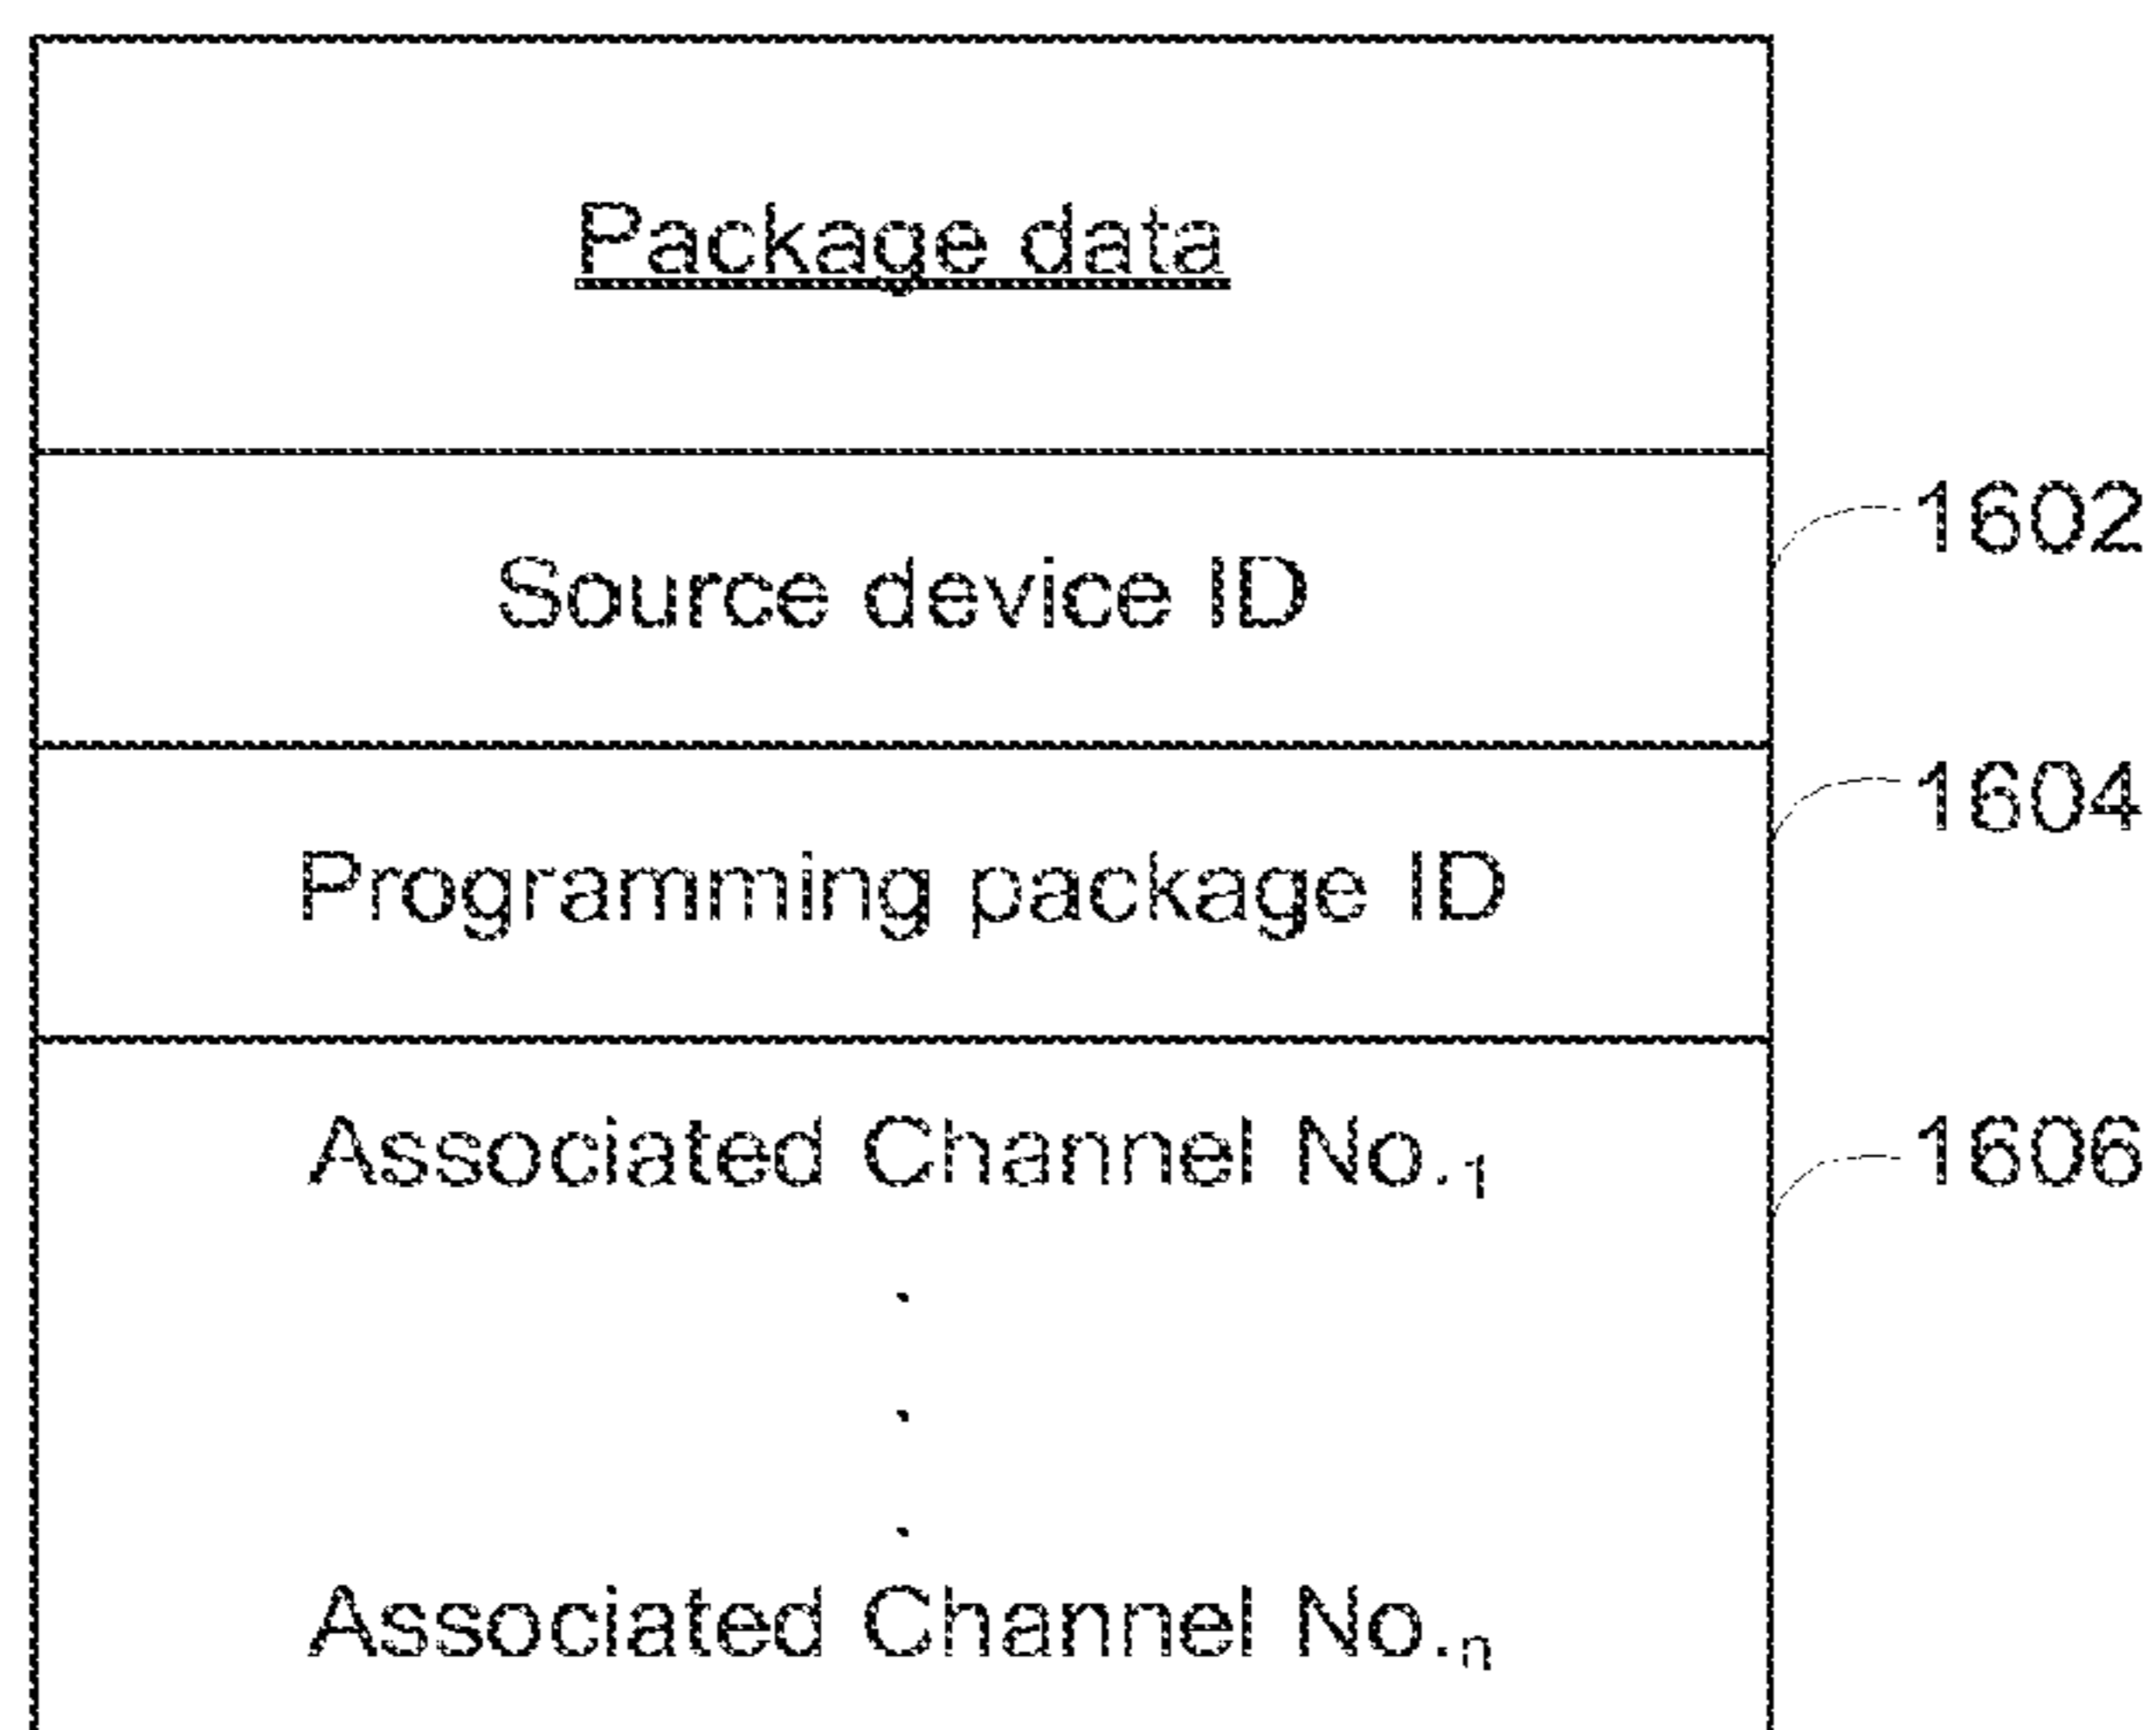 Package data
Source device ID
1602
Programming package ID
1604
Associated Channel No.1
1606
.
.
.
Associated Channel No.n